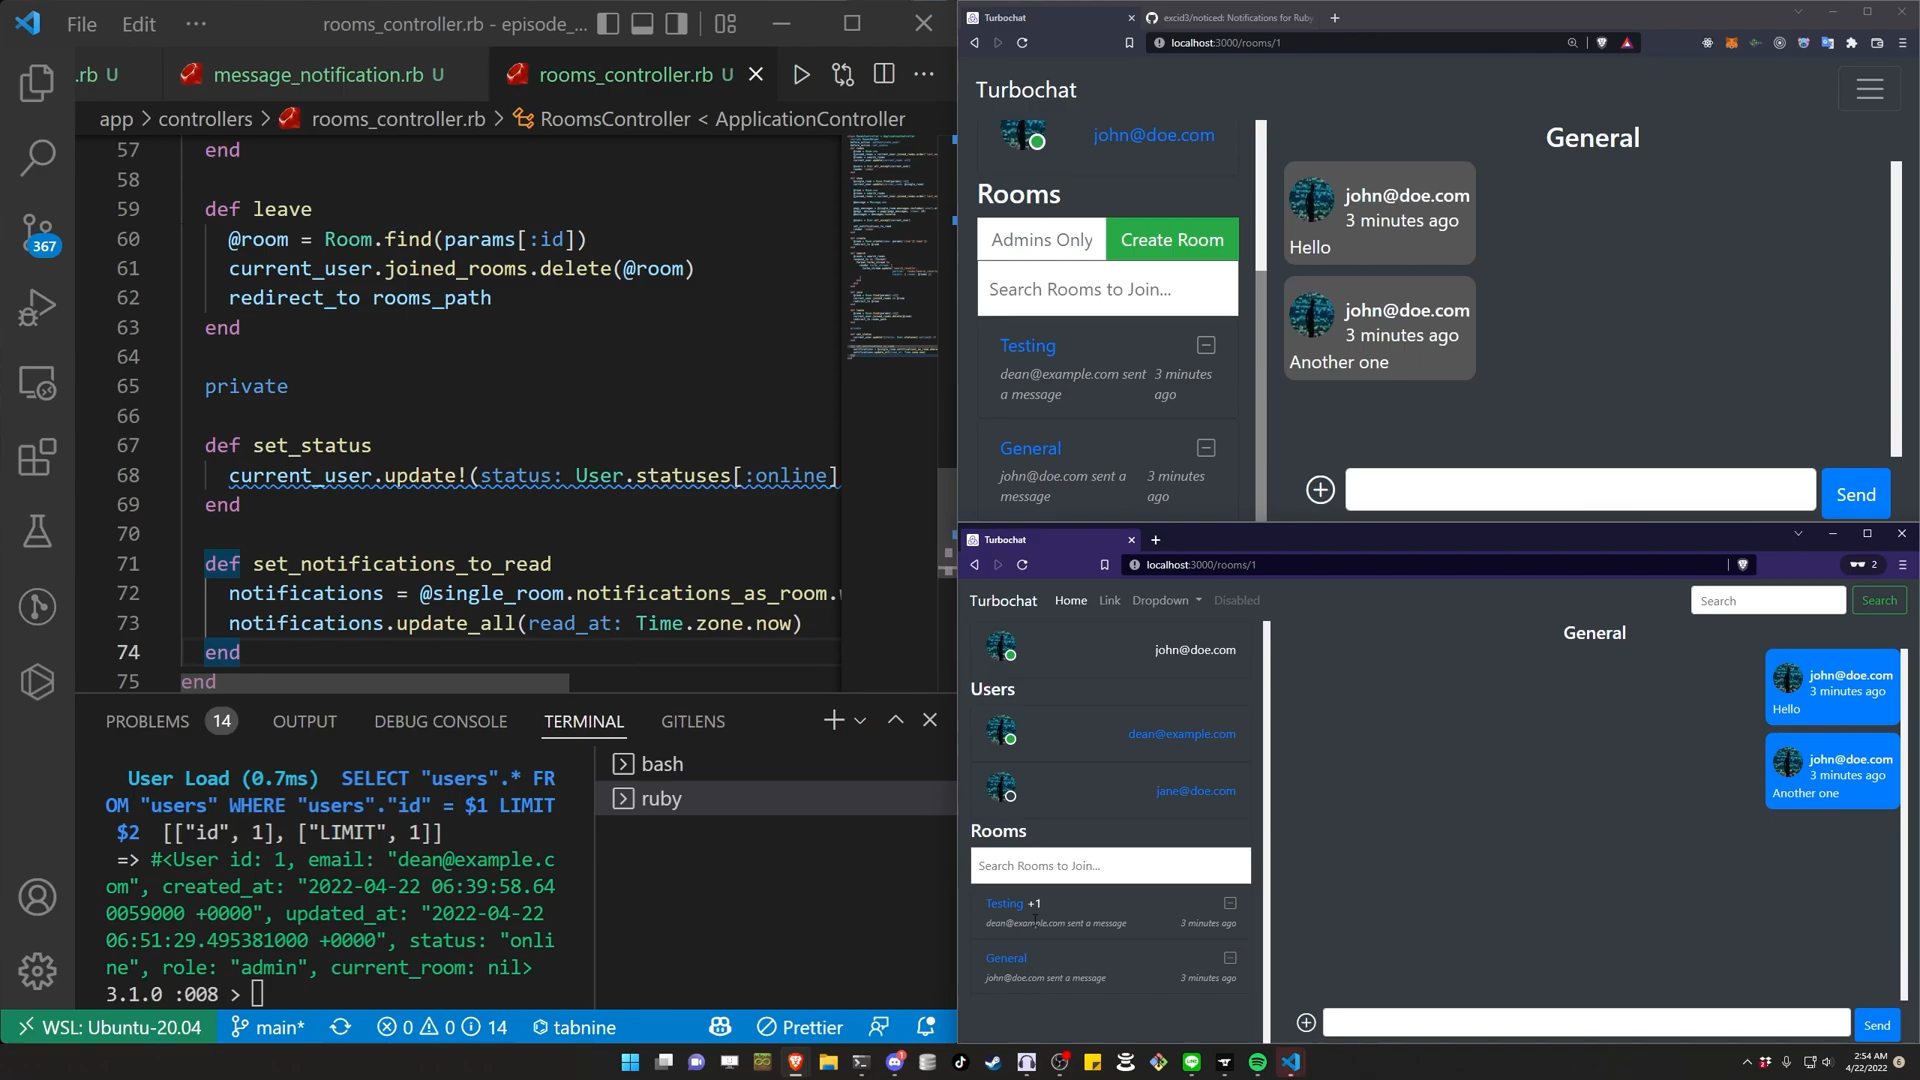 File Edit ··· rooms_controller.rb - episode_...
.rb U message_notification.rb U rooms_controller.rb U
app > controllers > rooms_controller.rb > RoomsController < ApplicationController
57 end
58
59 def leave
60 @room = Room.find(params[:id])
61 current_user.joined_rooms.delete(@room)
62 redirect_to rooms_path
63 end
64
65 private
66
67 def set_status
68 current_user.update!(status: User.statuses[:online]
69 end
70
71 def set_notifications_to_read
72 notifications = @single_room.notifications_as_room.
73 notifications.update_all(read_at: Time.zone.now)
74 end
75 end
367
PROBLEMS 14 OUTPUT DEBUG CONSOLE TERMINAL GITLENS
User Load (0.7ms) SELECT "users".* FR
OM "users" WHERE "users"."id" = $1 LIMIT
$2 [["id", 1], ["LIMIT", 1]]
=> #<User id: 1, email: "dean@example.c
om", created_at: "2022-04-22 06:39:58.64
0059000 +0000", updated_at: "2022-04-22
06:51:29.495381000 +0000", status: "onli
ne", role: "admin", current_room: nil>
3.1.0 :008 >
bash
ruby
WSL: Ubuntu-20.04 main* 0 0 14 tabnine Prettier
Turbochat excid3/noticed: Notifications for Ruby
localhost:3000/rooms/1
Turbochat
john@doe.com
Rooms
Admins Only Create Room
Search Rooms to Join...
Testing
dean@example.com sent
a message
3 minutes
ago
General
john@doe.com sent a
message
3 minutes
ago
General
john@doe.com
3 minutes ago
Hello
john@doe.com
3 minutes ago
Another one
Send
Turbochat
localhost:3000/rooms/1
2
Turbochat Home Link Dropdown Disabled Search Search
john@doe.com
Users
dean@example.com
jane@doe.com
Rooms
Search Rooms to Join...
Testing +1
dean@example.com sent a message 3 minutes ago
General
john@doe.com sent a message 3 minutes ago
General
john@doe.com
3 minutes ago
Hello
john@doe.com
3 minutes ago
Another one
Send
2:54 AM
4/22/2022
6